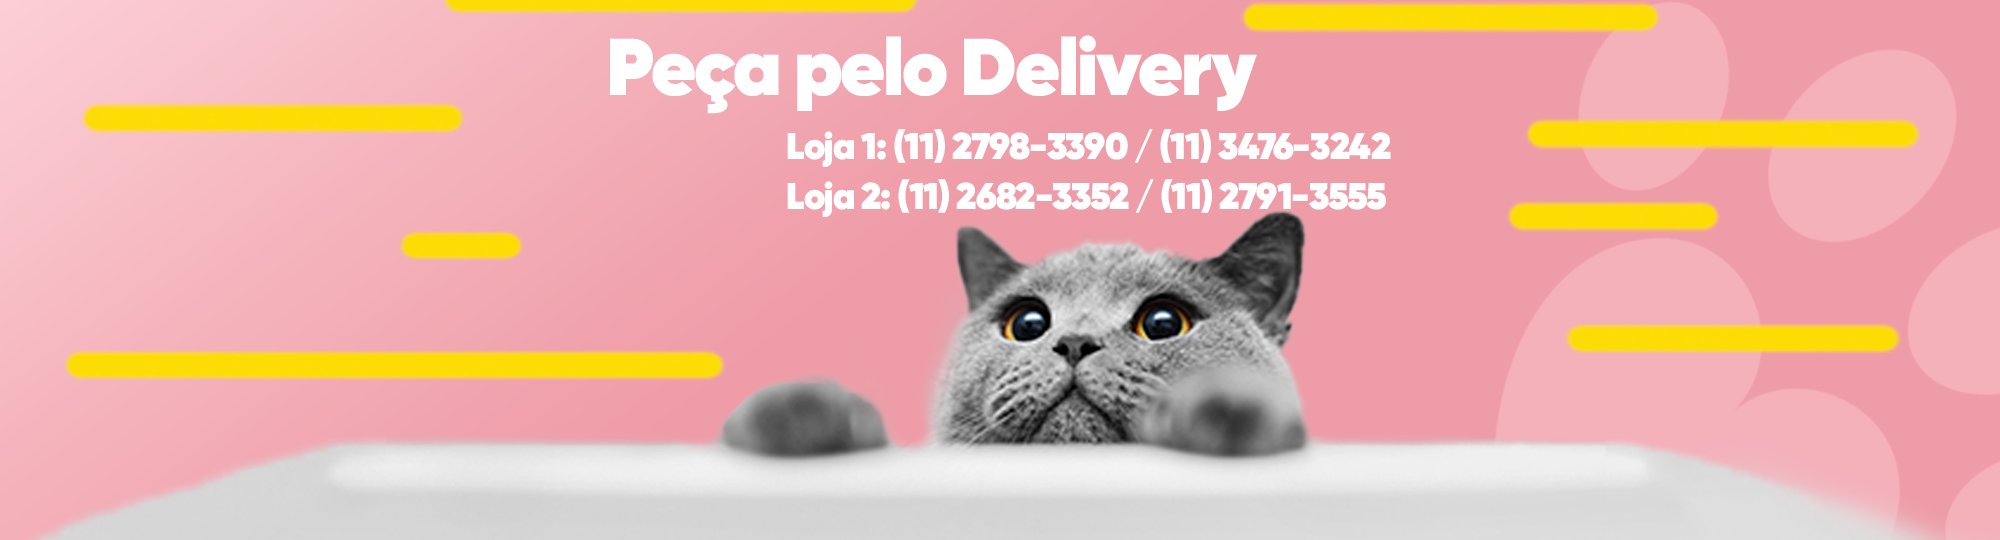 Peça pelo Delivery
Loja 1: (11) 2798-3390 / (11) 3476-3242
Loja 2: (11) 2682-3352 / (11) 2791-3555